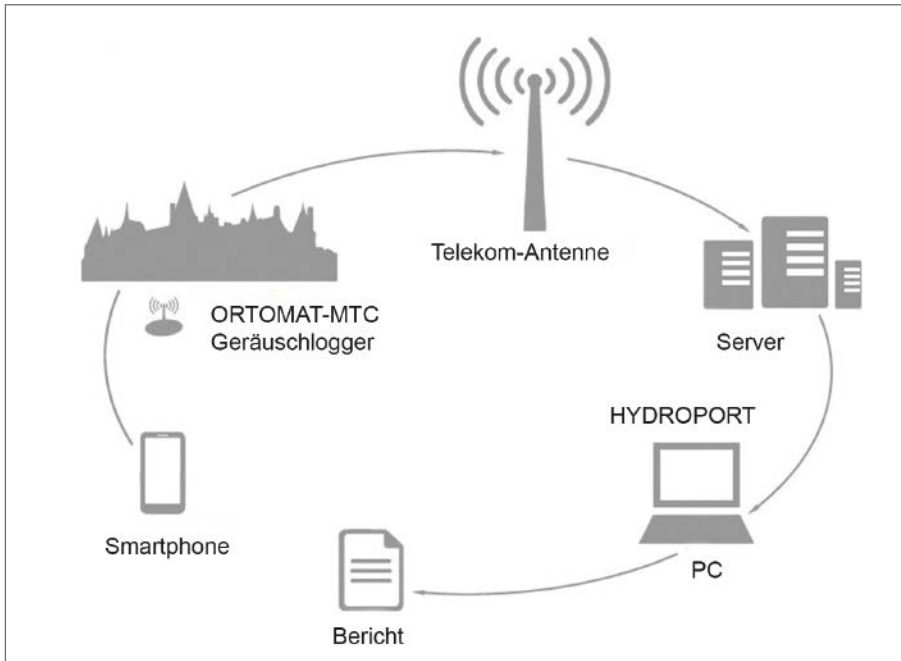 Telekom-Antenne
ORTOMAT-MTC
Geräuschlogger
Server
HYDROPORT
PC
Smartphone
Bericht